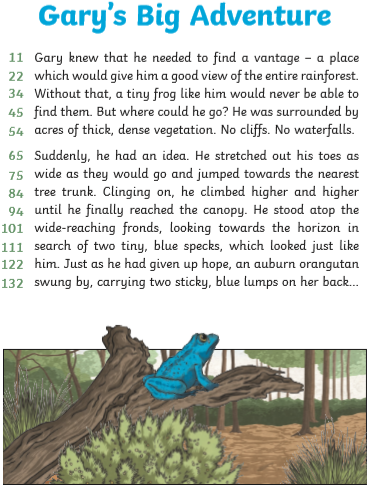 Gary's Big Adventure
11 Gary knew that he needed to find a vantage – a place
22 which would give him a good view of the entire rainforest.
34 Without that, a tiny frog like him would never be able to
45 find them. But where could he go? He was surrounded by
54 acres of thick, dense vegetation. No cliffs. No waterfalls.
65 Suddenly, he had an idea. He stretched out his toes as
75 wide as they would go and jumped towards the nearest
84 tree trunk. Clinging on, he climbed higher and higher
94 until he finally reached the canopy. He stood atop the
101 wide-reaching fronds, looking towards the horizon in
111 search of two tiny, blue specks, which looked just like
122 him. Just as he had given up hope, an auburn orangutan
132 swung by, carrying two sticky, blue lumps on her back...